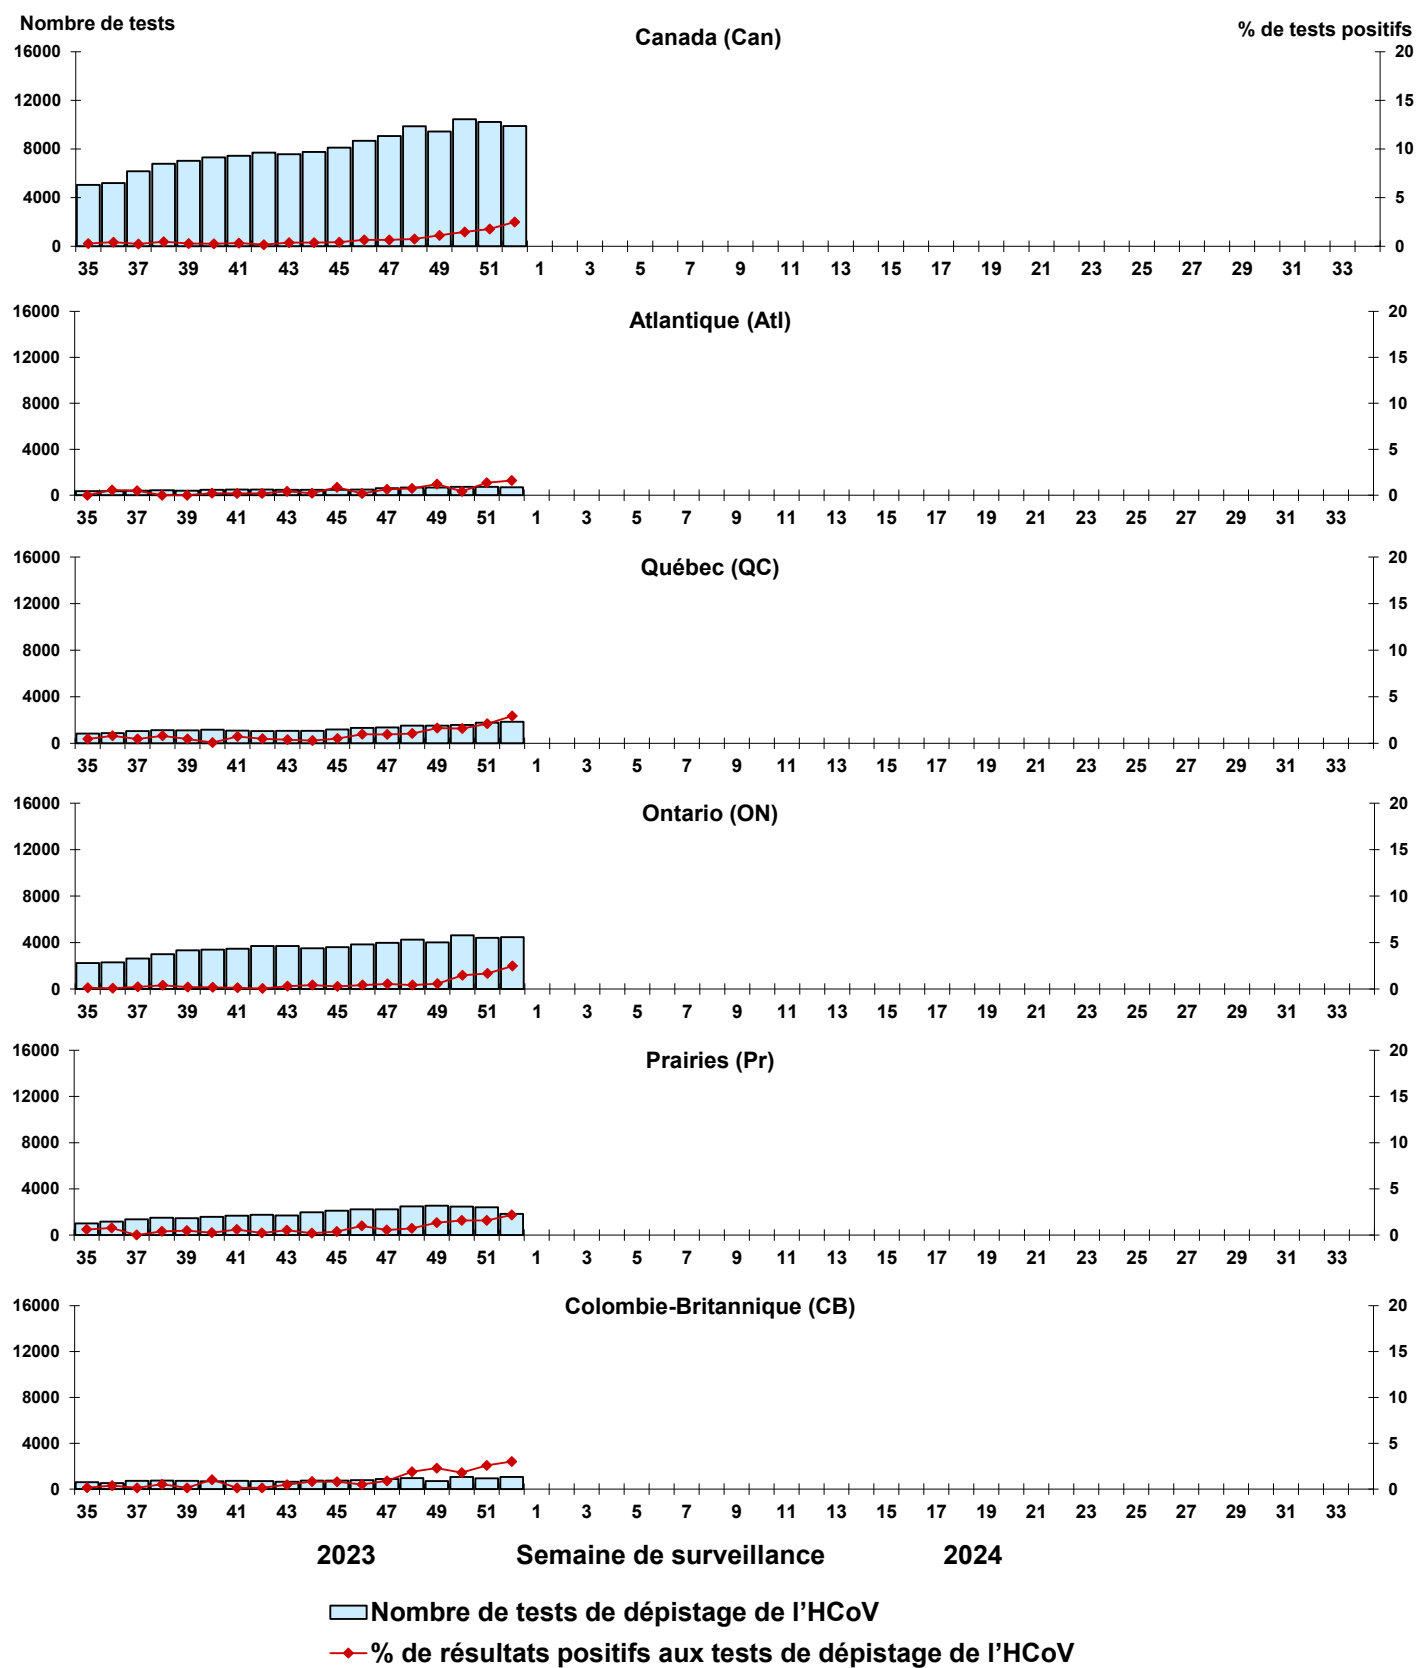 Nombre de tests
% de tests positifs
Canada (Can)
16000 20
12000 15
8000 10
4000 5
0 0
35 37 39 41 43 45 47 49 51 1 3 5 7 9 11 13 15 17 19 21 23 25 27 29 31 33
Atlantique (Atl)
16000 20
12000 15
8000 10
4000 5
0 0
35 37 39 41 43 45 47 49 51 1 3 5 7 9 11 13 15 17 19 21 23 25 27 29 31 33
Québec (QC)
16000 20
12000 15
8000 10
4000 5
0 0
35 37 39 41 43 45 47 49 51 1 3 5 7 9 11 13 15 17 19 21 23 25 27 29 31 33
Ontario (ON)
16000 20
12000 15
8000 10
4000 5
0 0
35 37 39 41 43 45 47 49 51 1 3 5 7 9 11 13 15 17 19 21 23 25 27 29 31 33
Prairies (Pr)
16000 20
12000 15
8000 10
4000 5
0 0
35 37 39 41 43 45 47 49 51 1 3 5 7 9 11 13 15 17 19 21 23 25 27 29 31 33
Colombie-Britannique (CB)
16000 20
12000 15
8000 10
4000 5
0 0
35 37 39 41 43 45 47 49 51 1 3 5 7 9 11 13 15 17 19 21 23 25 27 29 31 33
2023 Semaine de surveillance 2024
Nombre de tests de dépistage de l’HCoV
% de résultats positifs aux tests de dépistage de l’HCoV